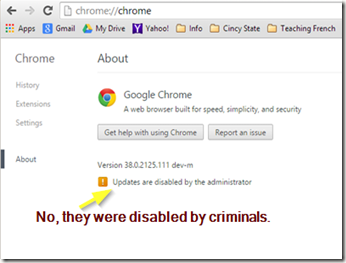 chrome://chrome
Apps Gmail My Drive Yahoo! Info Cincy State Teaching French
Chrome
About
History
Extensions
Settings
About
Google Chrome
A web browser built for speed, simplicity, and security
Get help with using Chrome
Report an issue
Version 38.0.2125.111 dev-m
Updates are disabled by the administrator
No, they were disabled by criminals.